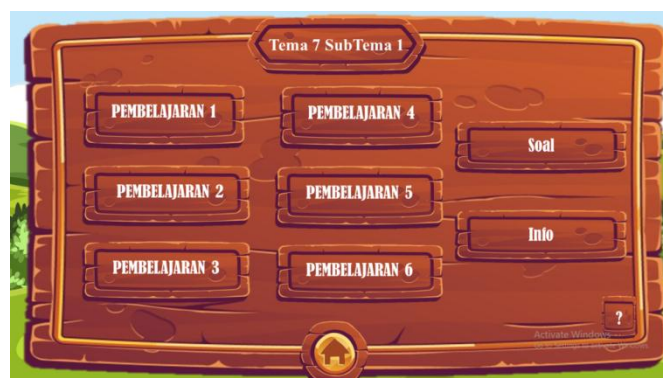 Tema 7 SubTema 1
PEMBELAJARAN 1
PEMBELAJARAN 2
PEMBELAJARAN 3
PEMBELAJARAN 4
PEMBELAJARAN 5
PEMBELAJARAN 6
Soal
Info
?
Activate Windows